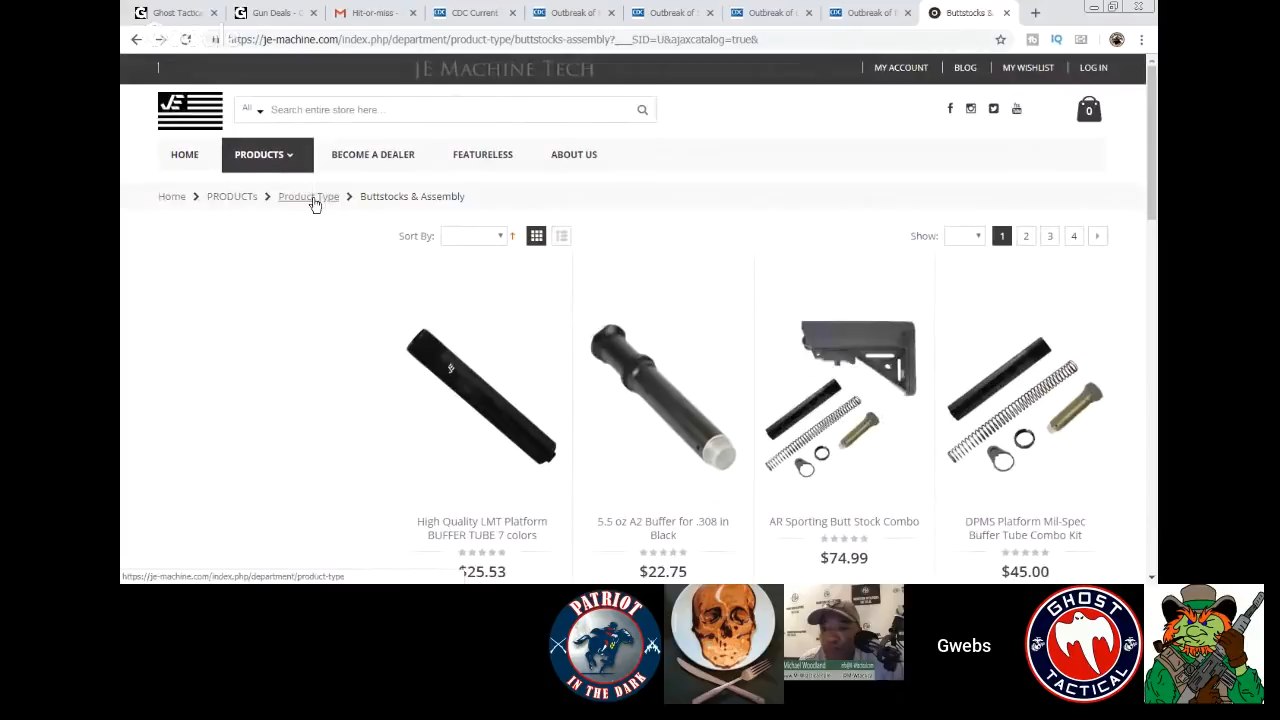 Ghost Tactica
Gun Deals - G
Hit-or-miss -
CDC Current
Outbreak of S
Outbreak of S
Outbreak of L
Outbreak of E
Buttstocks &
https://je-machine.com/index.php/department/product-type/buttstocks-assembly?___SID=U&ajaxcatalog=true&
JE MACHINE TECH
MY ACCOUNT
BLOG
MY WISHLIST
LOG IN
All
Search entire store here...
0
HOME
PRODUCTS
BECOME A DEALER
FEATURELESS
ABOUT US
Home
PRODUCTs
Product Type
Buttstocks & Assembly
Sort By:
Show:
1
2
3
4
High Quality LMT Platform
BUFFER TUBE 7 colors
$25.53
5.5 oz A2 Buffer for .308 in
Black
$22.75
AR Sporting Butt Stock Combo
$74.99
DPMS Platform Mil-Spec
Buffer Tube Combo Kit
$45.00
https://je-machine.com/index.php/department/product-type
PATRIOT
IN THE DARK
Michael Woodland
Gwebs
GHOST
TACTICAL